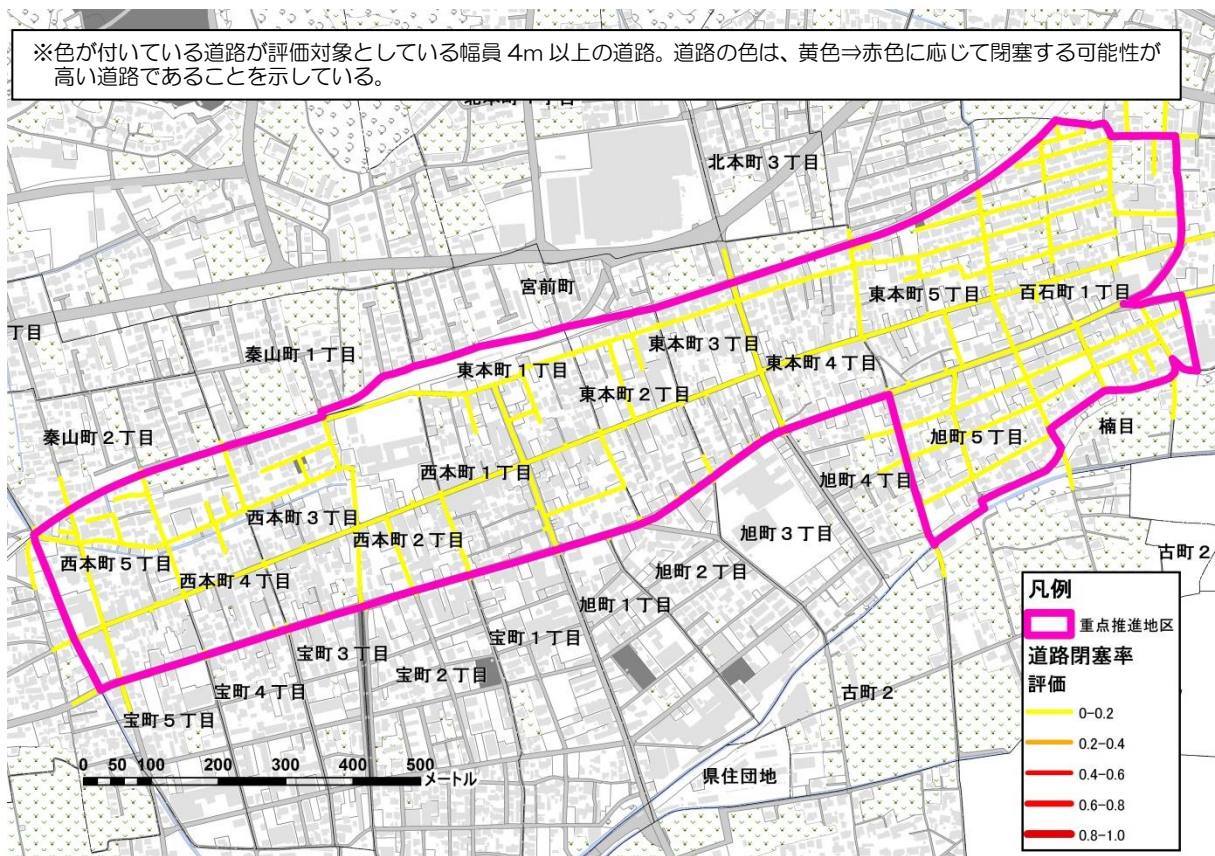 ※色が付いている道路が評価対象としている幅員 4m 以上の道路。道路の色は、黄色⇒赤色に応じて閉塞する可能性が
高い道路であることを示している。
北本町3丁目
宮前町
丁目
秦山町1丁目
東本町5丁目
百石町1丁目
東本町3丁目
東本町1丁目
東本町4丁目
東本町2丁目
秦山町2丁目
楠目
旭町5丁目
西本町1丁目
旭町4丁目
西本町3丁目
西本町2丁目
旭町3丁目
西本町5丁目
古町2
西本町4丁目
旭町2丁目
旭町1丁目
宝町1丁目
宝町3丁目
宝町2丁目
宝町4丁目
古町2
宝町5丁目
県住団地
0 50 100 200 300 400 500
メートル
凡例
重点推進地区
道路閉塞率
評価
0-0.2
0.2-0.4
0.4-0.6
0.6-0.8
0.8-1.0